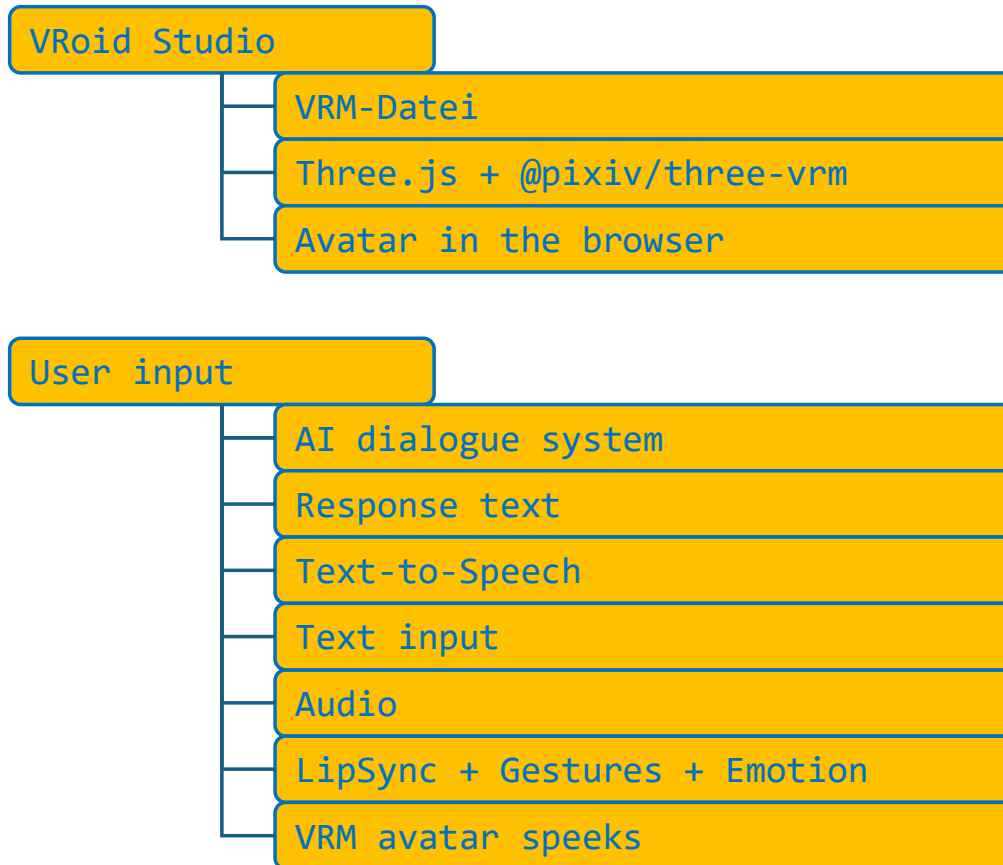 VRoid Studio
VRM-Datei
Three.js + @pixiv/three-vrm
Avatar in the browser
User input
AI dialogue system
Response text
Text-to-Speech
Text input
Audio
LipSync + Gestures + Emotion
VRM avatar speeks